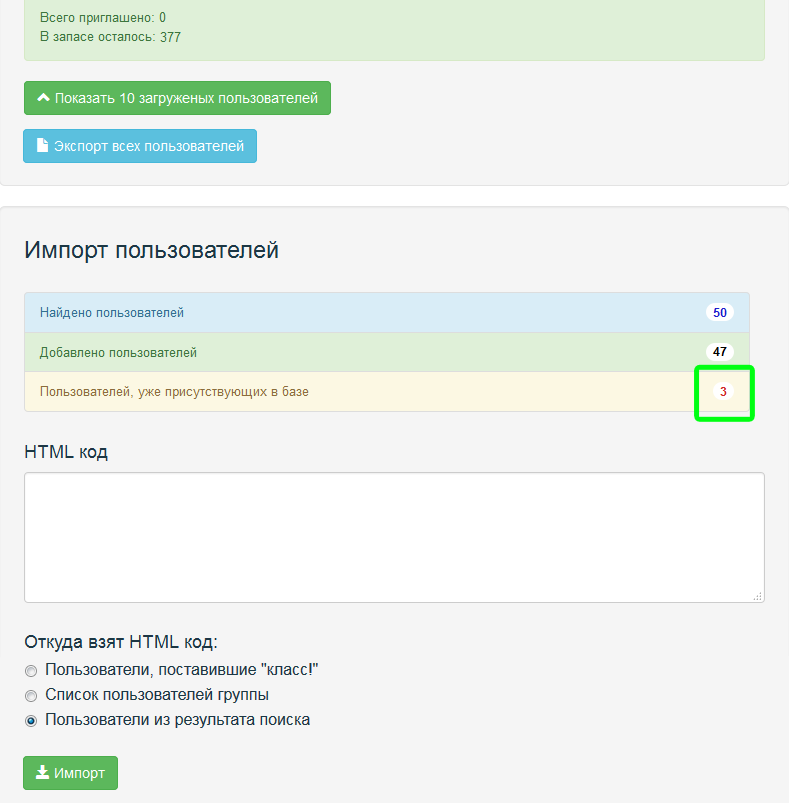 Всего приглашено: 0
В запасе осталось: 377
Показать 10 загруженых пользователей
Экспорт всех пользователей
Импорт пользователей
Найдено пользователей 50
Добавлено пользователей 47
Пользователей, уже присутствующих в базе 3
HTML код
Откуда взят HTML код:
Пользователи, поставившие "класс!"
Список пользователей группы
Пользователи из результата поиска
Импорт